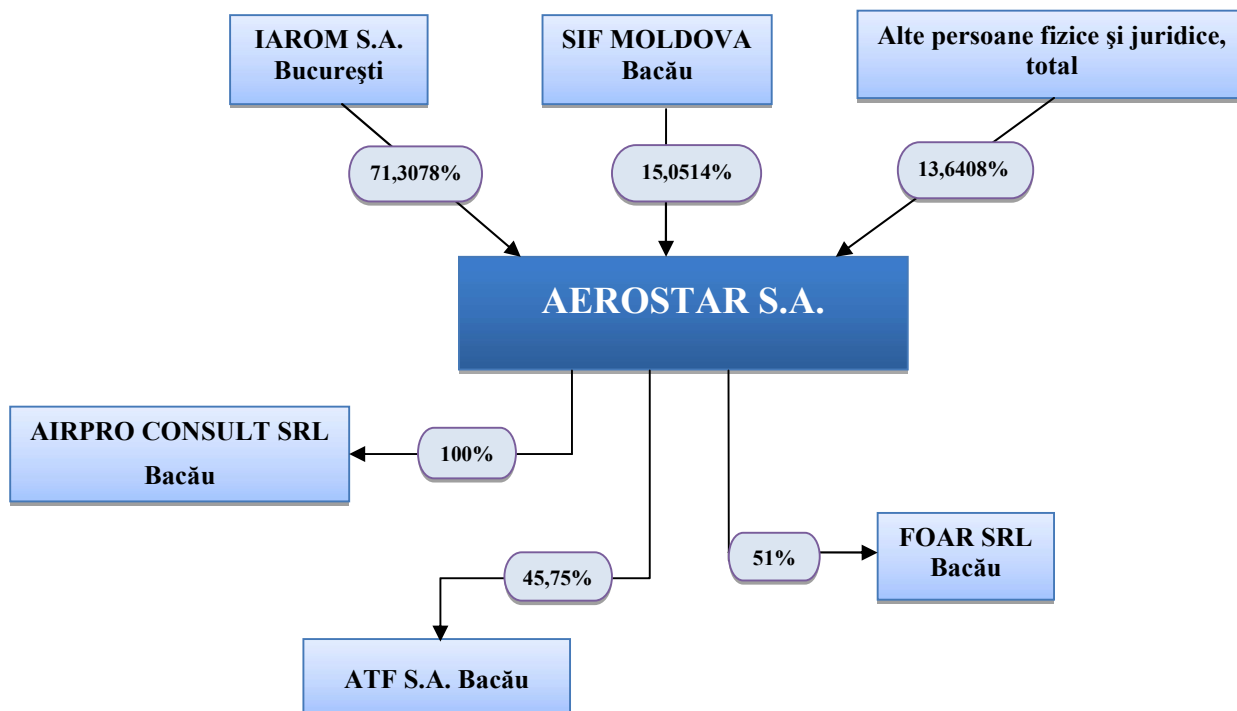 IAROM S.A.
Bucureşti
SIF MOLDOVA
Bacău
Alte persoane fizice şi juridice,
total
71,3078%
15,0514%
13,6408%
AEROSTAR S.A.
AIRPRO CONSULT SRL
Bacău
100%
51%
FOAR SRL
Bacău
45,75%
ATF S.A. Bacău